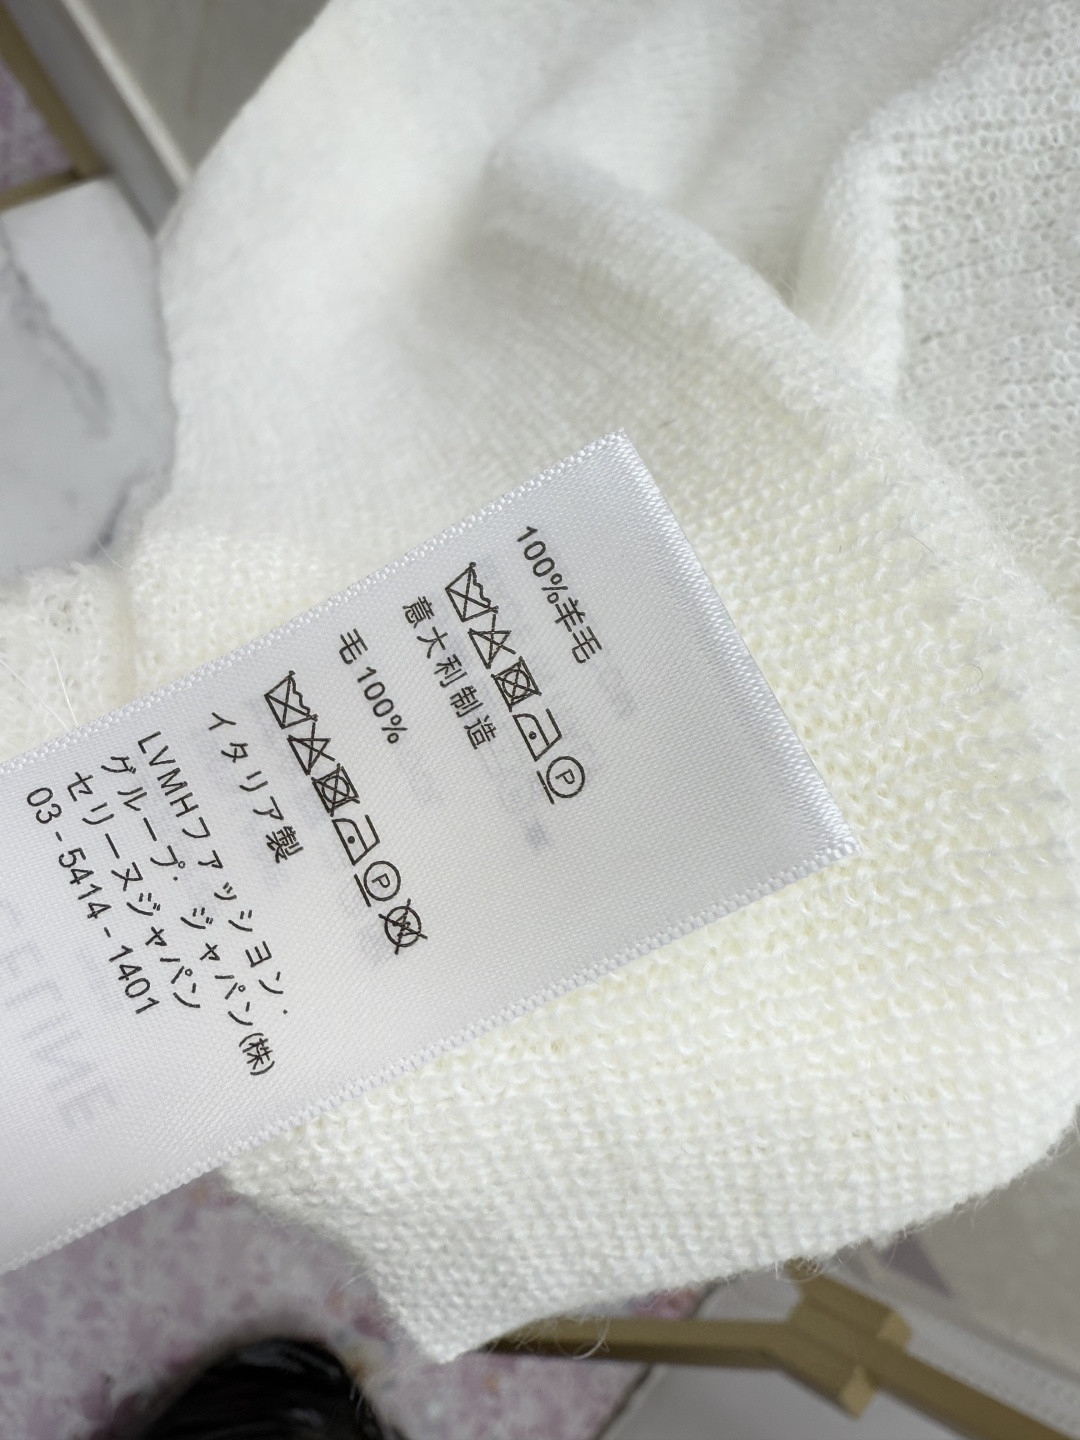 100%羊毛
意大利制造
毛 100%
イタリア製
LVMHファッション・
グループ・ジャパン(株)
セリーヌジャパン
03-5414-1401
CELINE